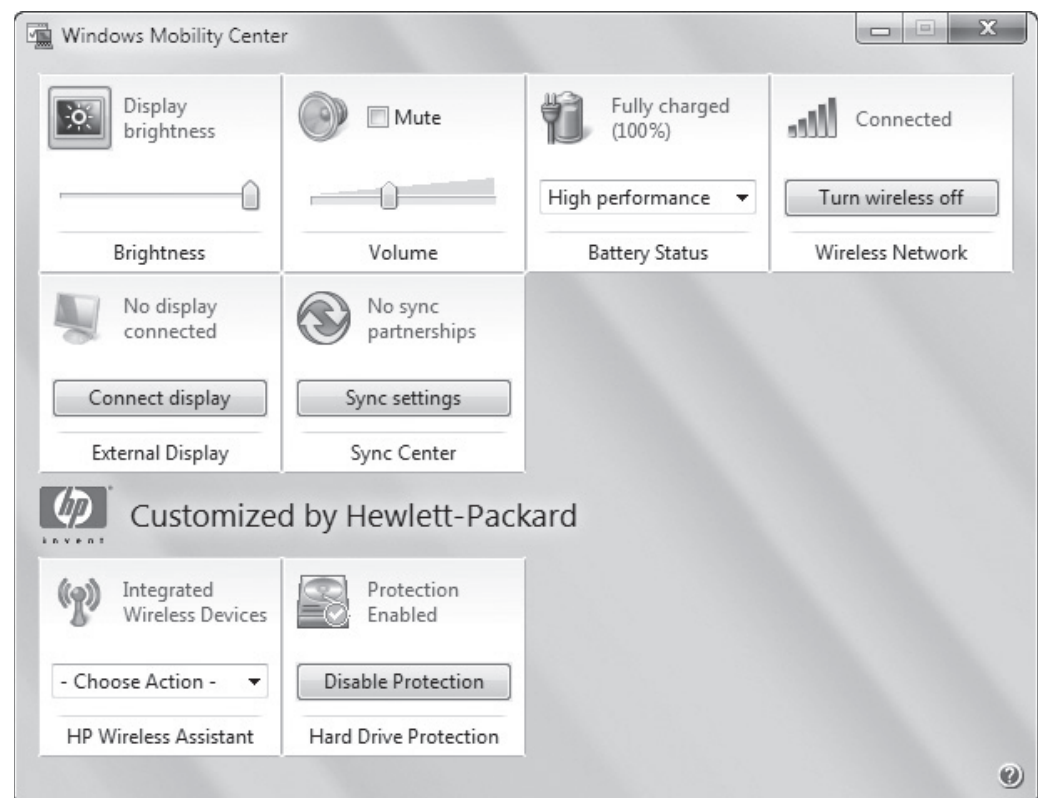 Windows Mobility Center
Display
brightness
Brightness
Mute
Volume
Fully charged
(100%)
High performance
Battery Status
Connected
Turn wireless off
Wireless Network
No display
connected
Connect display
External Display
No sync
partnerships
Sync settings
Sync Center
hp
invent
Customized by Hewlett-Packard
Integrated
Wireless Devices
- Choose Action -
HP Wireless Assistant
Protection
Enabled
Disable Protection
Hard Drive Protection